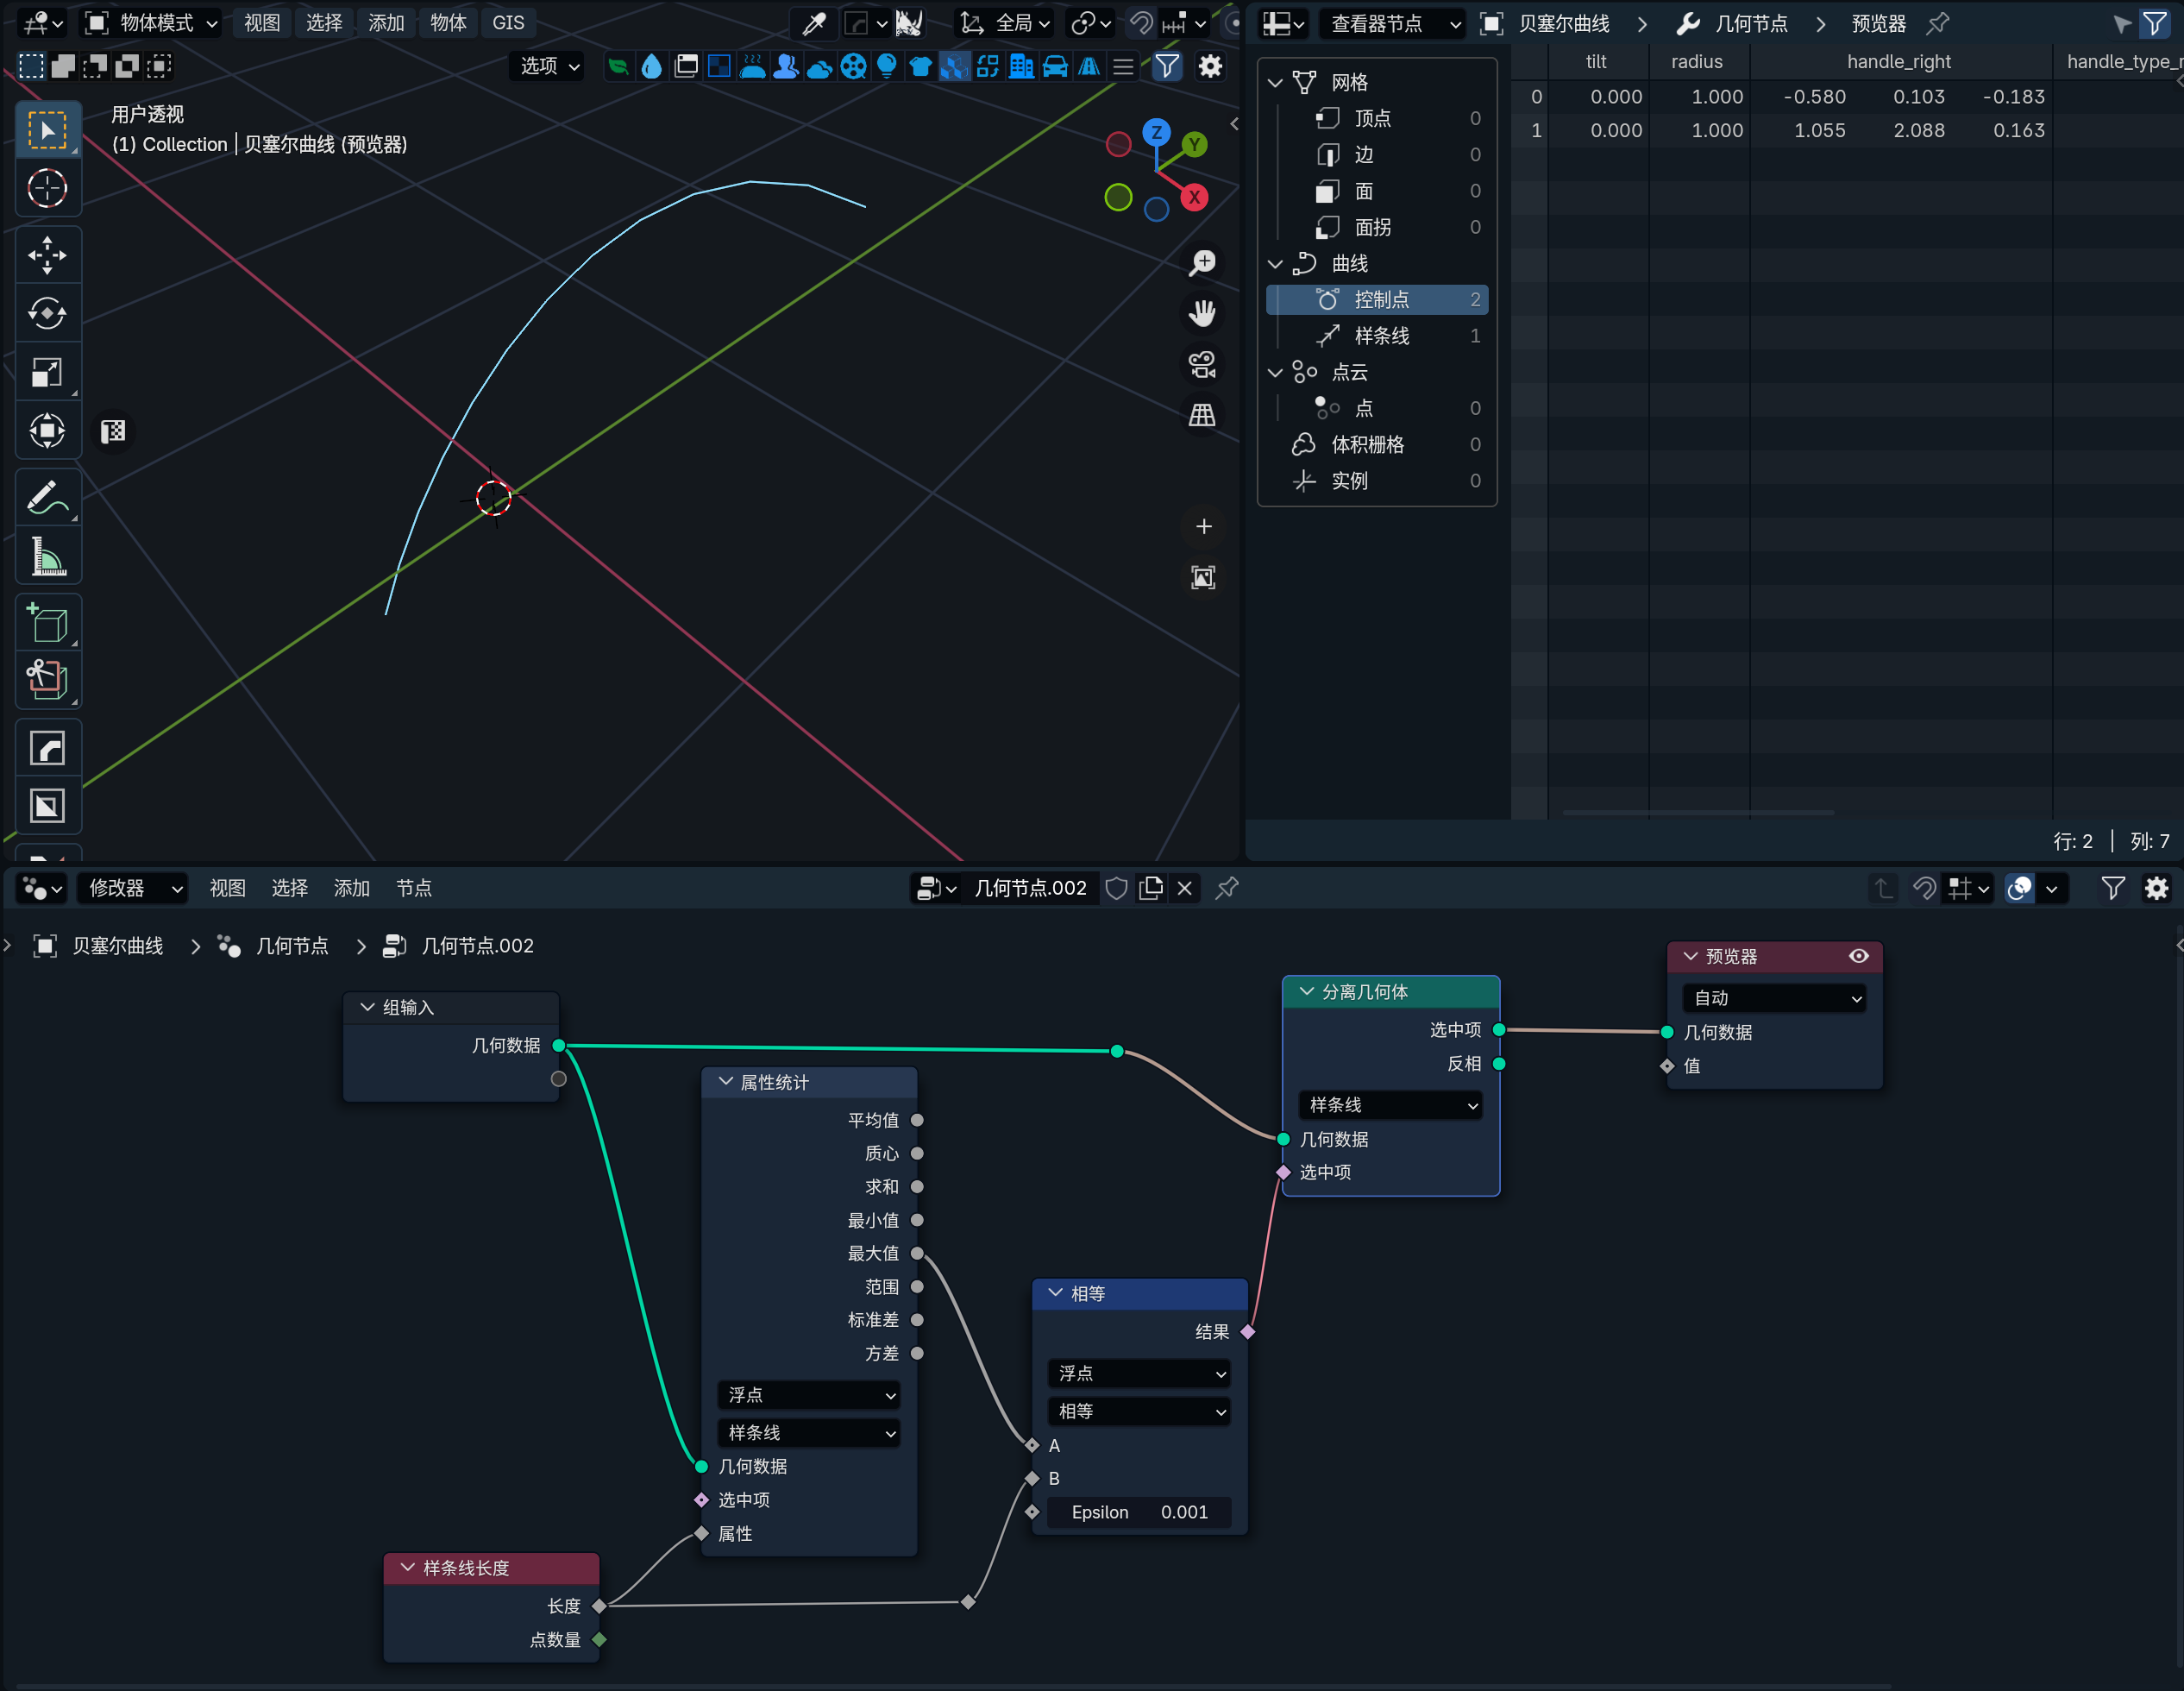 物体模式 视图 选择 添加 物体 GIS 全局
选项
用户透视
(1) Collection | 贝塞尔曲线 (预览器)
Z
Y
X
查看器节点 贝塞尔曲线 几何节点 预览器
网格
顶点 0
边 0
面 0
面拐 0
曲线
控制点 2
样条线 1
点云
点 0
体积栅格 0
实例 0
tilt radius handle_right handle_type_r
0 0.000 1.000 -0.580 0.103 -0.183
1 0.000 1.000 1.055 2.088 0.163
行: 2 | 列: 7
修改器 视图 选择 添加 节点 几何节点.002
贝塞尔曲线 几何节点 几何节点.002
组输入
几何数据
属性统计
平均值
质心
求和
最小值
最大值
范围
标准差
方差
浮点
样条线
几何数据
选中项
属性
样条线长度
长度
点数量
相等
结果
浮点
相等
A
B
Epsilon 0.001
分离几何体
选中项
反相
样条线
几何数据
选中项
预览器
自动
几何数据
值